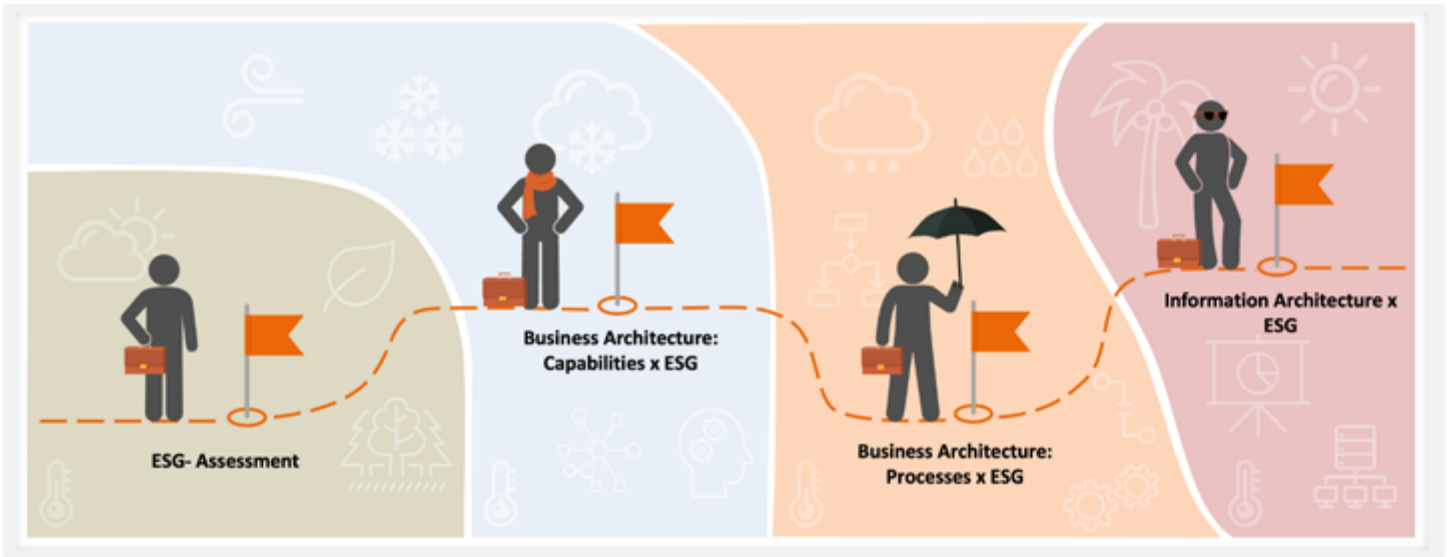 ESG- Assessment
Business Architecture:
Capabilities x ESG
Business Architecture:
Processes x ESG
Information Architecture x
ESG